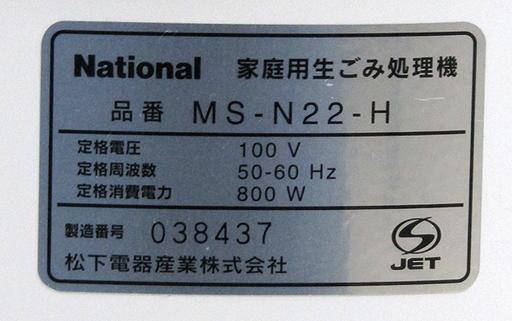 National 家庭用生ごみ処理機
品番 MS-N22-H
定格電圧 100 V
定格周波数 50-60 Hz
定格消費電力 800 W
製造番号 038437
松下電器産業株式会社
S
JET